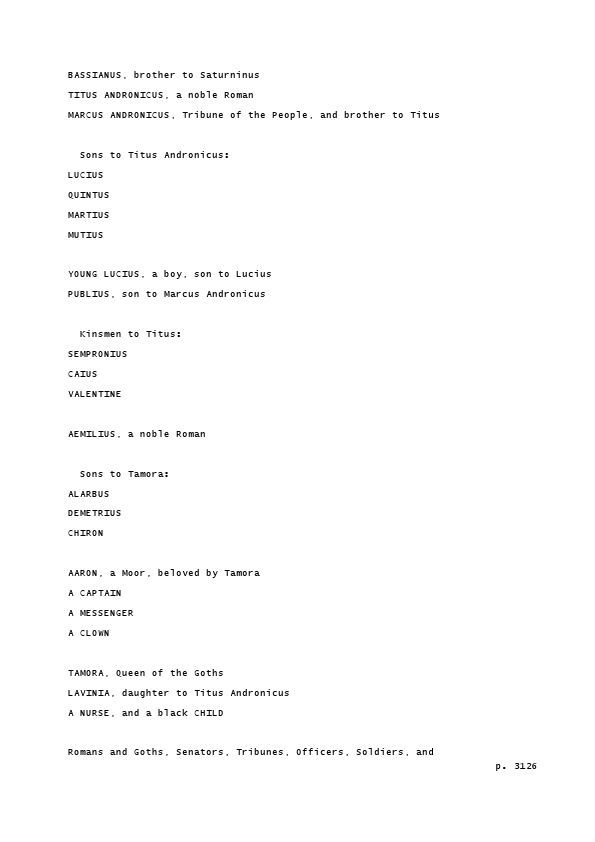 BASSIANUS, brother to Saturninus
TITUS ANDRONICUS, a noble Roman
MARCUS ANDRONICUS, Tribune of the People, and brother to Titus
Sons to Titus Andronicus:
LUCIUS
QUINTUS
MARTIUS
MUTIUS
YOUNG LUCIUS, a boy, son to Lucius
PUBLIUS, son to Marcus Andronicus
Kinsmen to Titus:
SEMPRONIUS
CAIUS
VALENTINE
AEMILIUS, a noble Roman
Sons to Tamora:
ALARBUS
DEMETRIUS
CHIRON
AARON, a Moor, beloved by Tamora
A CAPTAIN
A MESSENGER
A CLOWN
TAMORA, Queen of the Goths
LAVINIA, daughter to Titus Andronicus
A NURSE, and a black CHILD
Romans and Goths, Senators, Tribunes, Officers, Soldiers, and
p. 3126